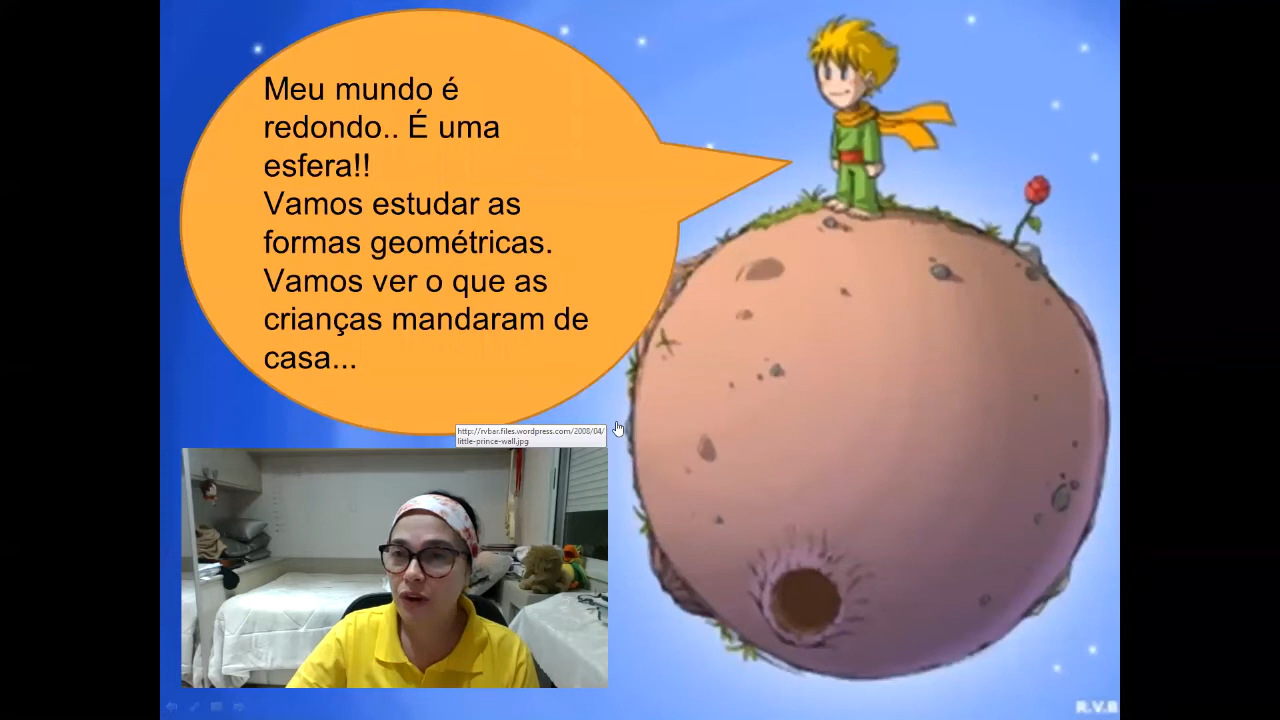 Meu mundo é
redondo.. É uma
esfera!!
Vamos estudar as
formas geométricas.
Vamos ver o que as
crianças mandaram de
casa...
http://rvbar.files.wordpress.com/2008/04/
little-prince-wall.jpg
R.V.B